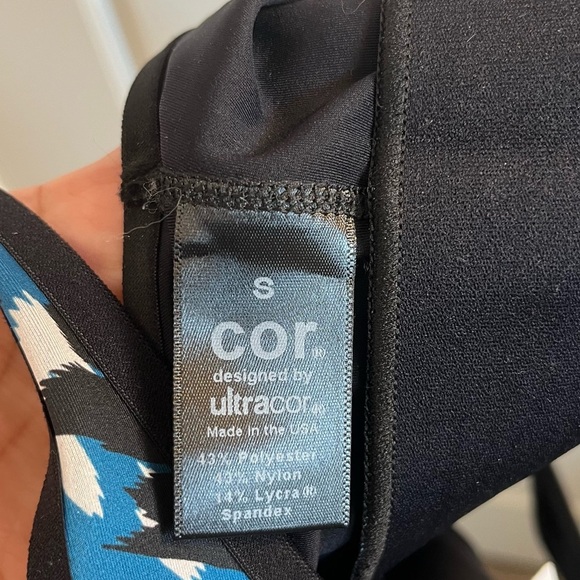 S
cor®
designed by
ultracor®
Made in the USA
43% Polyester
43% Nylon
14% Lycra®
Spandex